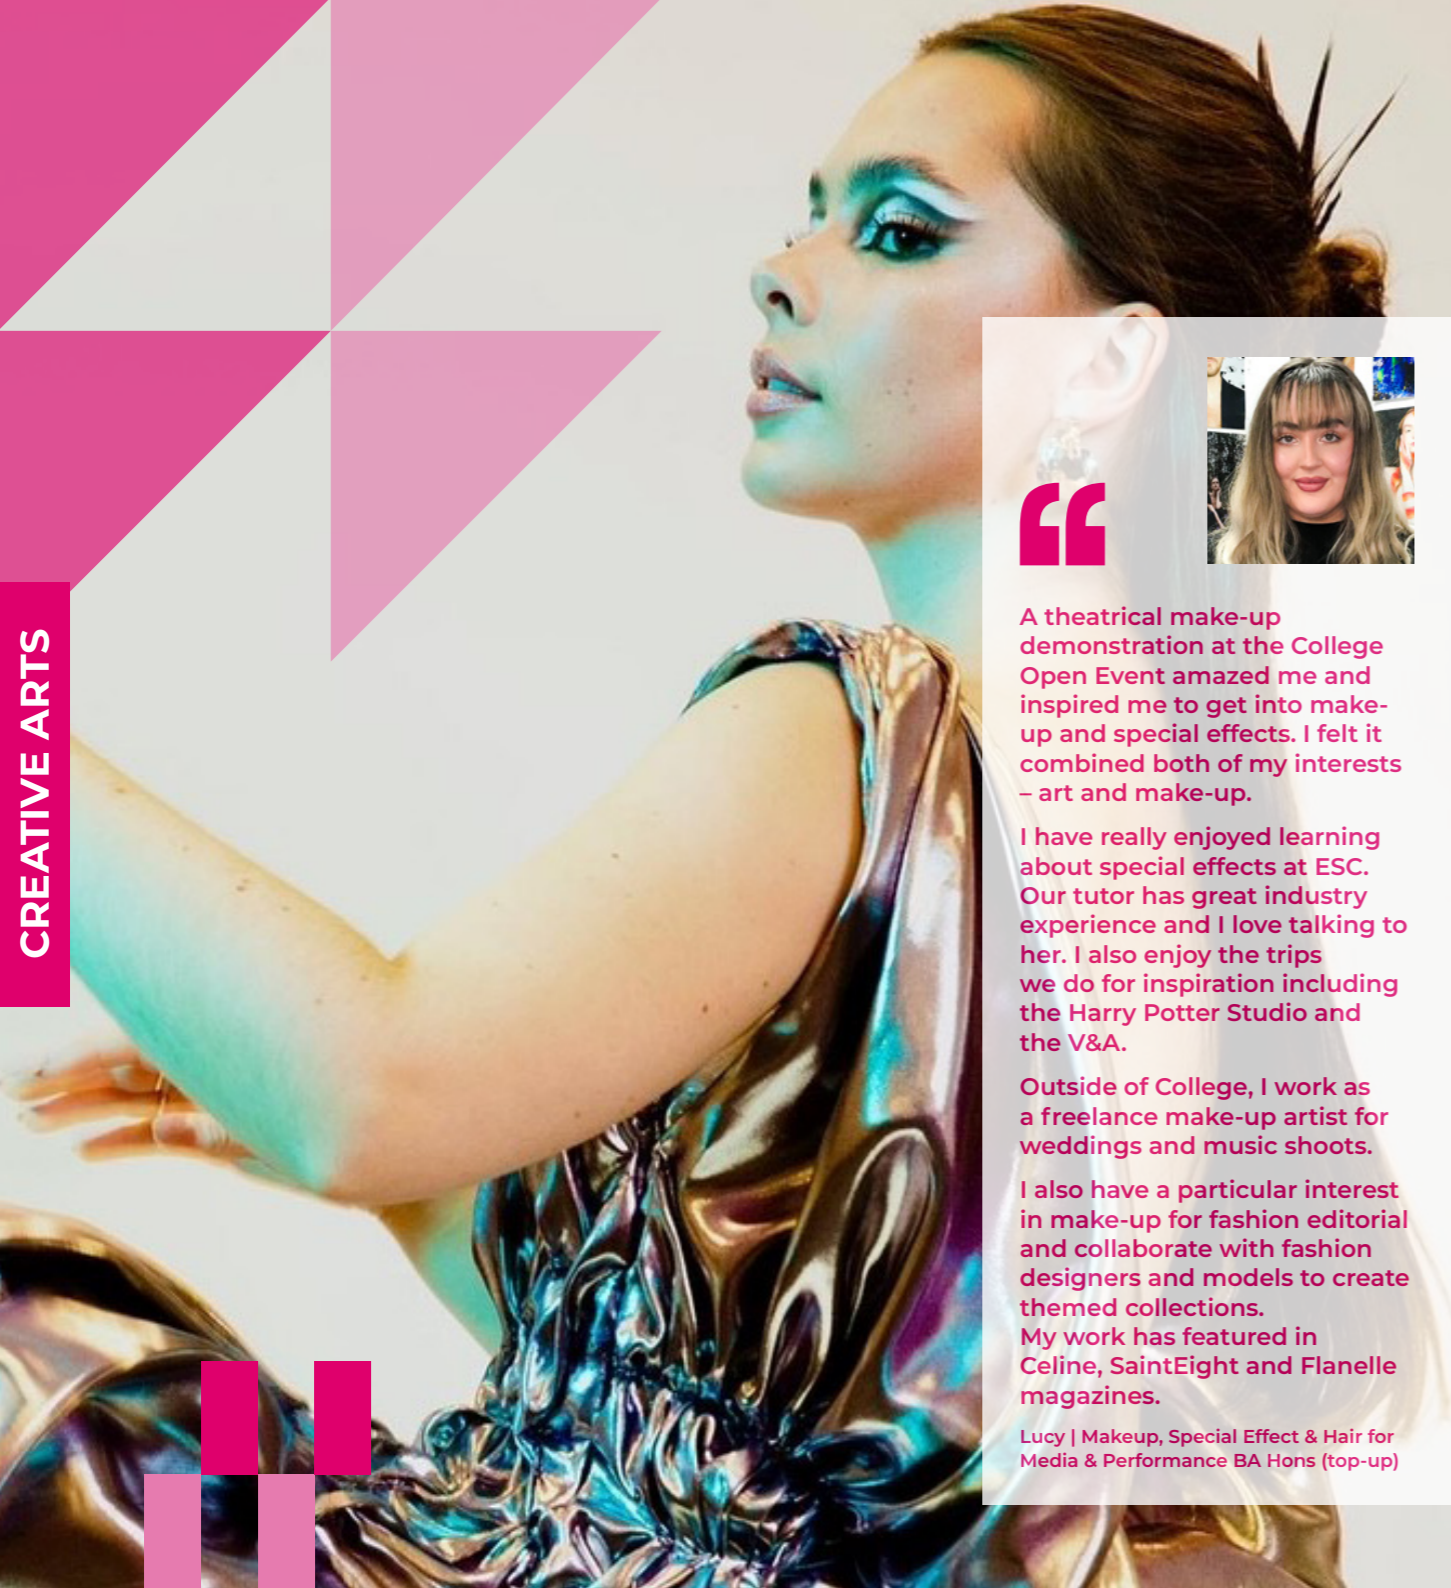 CREATIVE ARTS
“
A theatrical make-up
demonstration at the College
Open Event amazed me and
inspired me to get into make-
up and special effects. I felt it
combined both of my interests
– art and make-up.
I have really enjoyed learning
about special effects at ESC.
Our tutor has great industry
experience and I love talking to
her. I also enjoy the trips
we do for inspiration including
the Harry Potter Studio and
the V&A.
Outside of College, I work as
a freelance make-up artist for
weddings and music shoots.
I also have a particular interest
in make-up for fashion editorial
and collaborate with fashion
designers and models to create
themed collections.
My work has featured in
Celine, SaintEight and Flanelle
magazines.
Lucy | Makeup, Special Effect & Hair for
Media & Performance BA Hons (top-up)